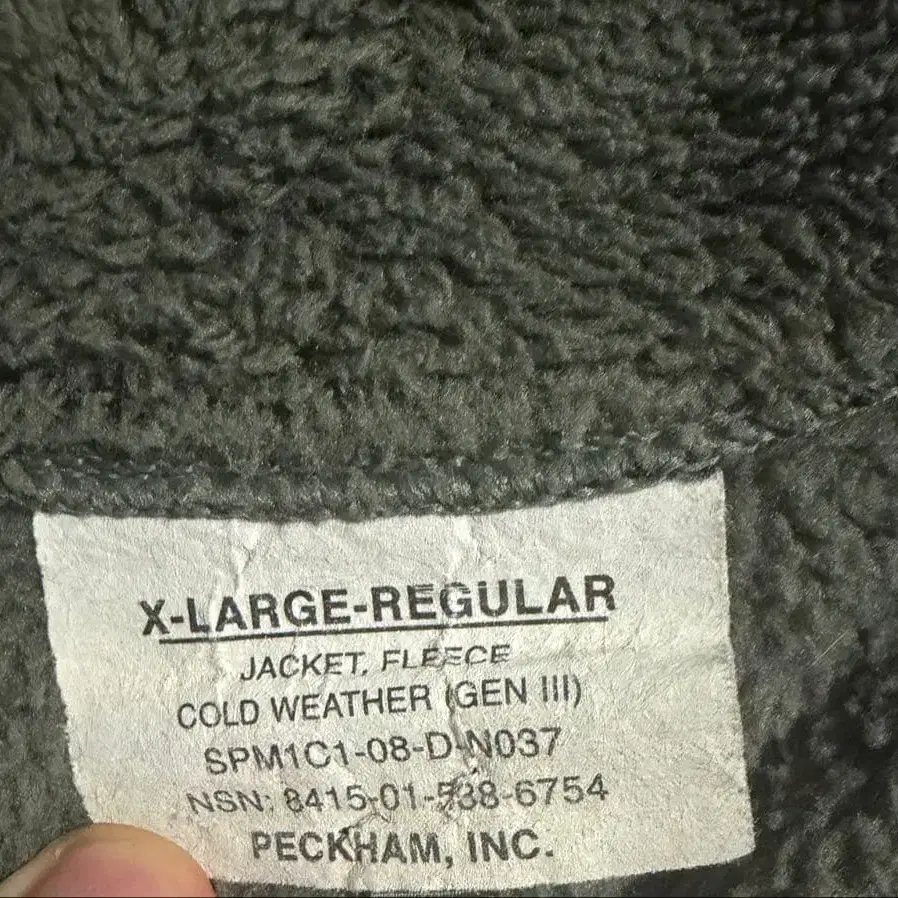 X-LARGE-REGULAR
JACKET, FLEECE
COLD WEATHER (GEN III)
SPM1C1-08-D-N037
NSN: 8415-01-538-6754
PECKHAM, INC.